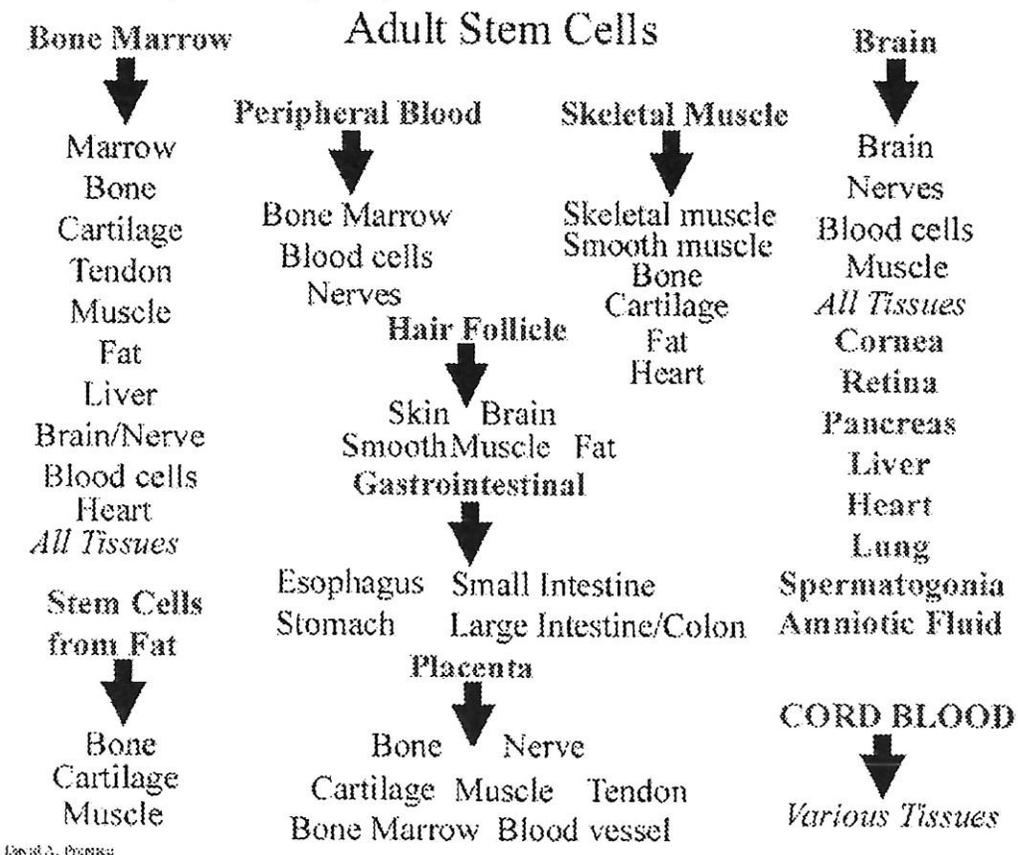 Adult Stem Cells
Bone Marrow
Marrow
Bone
Cartilage
Tendon
Muscle
Fat
Liver
Brain/Nerve
Blood cells
Heart
All Tissues
Stem Cells
from Fat
Bone
Cartilage
Muscle
Peripheral Blood
Bone Marrow
Blood cells
Nerves
Hair Follicle
Skin Brain
SmoothMuscle Fat
Gastrointestinal
Esophagus Small Intestine
Stomach Large Intestine/Colon
Placenta
Bone Nerve
Cartilage Muscle Tendon
Bone Marrow Blood vessel
Skeletal Muscle
Skeletal muscle
Smooth muscle
Bone
Cartilage
Fat
Heart
Brain
Brain
Nerves
Blood cells
Muscle
All Tissues
Cornea
Retina
Pancreas
Liver
Heart
Lung
Spermatogonia
Amniotic Fluid
CORD BLOOD
Various Tissues
David A. Prentice